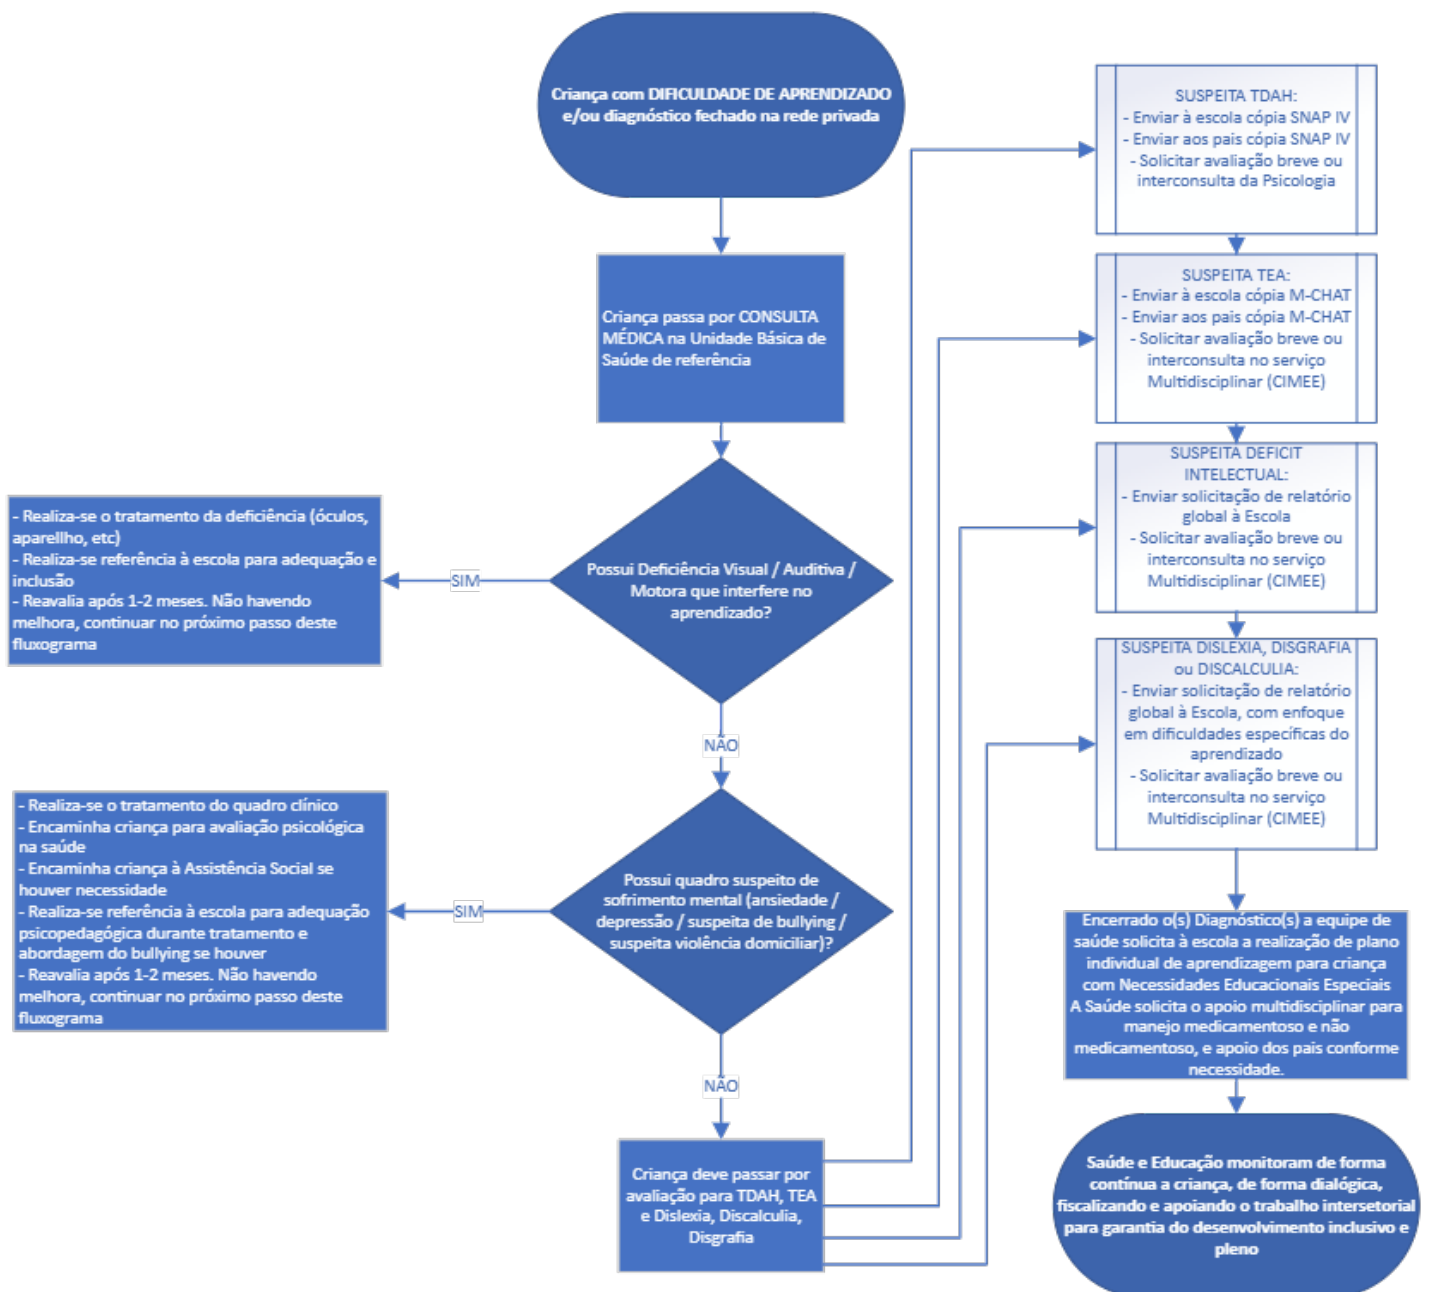 Criança com DIFICULDADE DE APRENDIZADO
e/ou diagnóstico fechado na rede privada
Criança passa por CONSULTA
MÉDICA na Unidade Básica de
Saúde de referência
Possui Deficiência Visual / Auditiva /
Motora que interfere no
aprendizado?
SIM
- Realiza-se o tratamento da deficiência (óculos,
aparellho, etc)
- Realiza-se referência à escola para adequação e
inclusão
- Reavalia após 1-2 meses. Não havendo
melhora, continuar no próximo passo deste
fluxograma
NÃO
Possui quadro suspeito de
sofrimento mental (ansiedade /
depressão / suspeita de bullying /
suspeita violência domiciliar)?
SIM
- Realiza-se o tratamento do quadro clínico
- Encaminha criança para avaliação psicológica
na saúde
- Encaminha criança à Assistência Social se
houver necessidade
- Realiza-se referência à escola para adequação
psicopedagógica durante tratamento e
abordagem do bullying se houver
- Reavalia após 1-2 meses. Não havendo
melhora, continuar no próximo passo deste
fluxograma
NÃO
Criança deve passar por
avaliação para TDAH, TEA
e Dislexia, Discalculia,
Disgrafia
SUSPEITA TDAH:
- Enviar à escola cópia SNAP IV
- Enviar aos pais cópia SNAP IV
- Solicitar avaliação breve ou
interconsulta da Psicologia
SUSPEITA TEA:
- Enviar à escola cópia M-CHAT
- Enviar aos pais cópia M-CHAT
- Solicitar avaliação breve ou
interconsulta no serviço
Multidisciplinar (CIMEE)
SUSPEITA DEFICIT
INTELECTUAL:
- Enviar solicitação de relatório
global à Escola
- Solicitar avaliação breve ou
interconsulta no serviço
Multidisciplinar (CIMEE)
SUSPEITA DISLEXIA, DISGRAFIA
ou DISCALCULIA:
- Enviar solicitação de relatório
global à Escola, com enfoque
em dificuldades específicas do
aprendizado
- Solicitar avaliação breve ou
interconsulta no serviço
Multidisciplinar (CIMEE)
Encerrado o(s) Diagnóstico(s) a equipe de
saúde solicita à escola a realização de plano
individual de aprendizagem para criança
com Necessidades Educacionais Especiais
A Saúde solicita o apoio multidisciplinar para
manejo medicamentoso e não
medicamentoso, e apoio dos pais conforme
necessidade.
Saúde e Educação monitoram de forma
contínua a criança, de forma dialógica,
fiscalizando e apoiando o trabalho intersetorial
para garantia do desenvolvimento inclusivo e
pleno